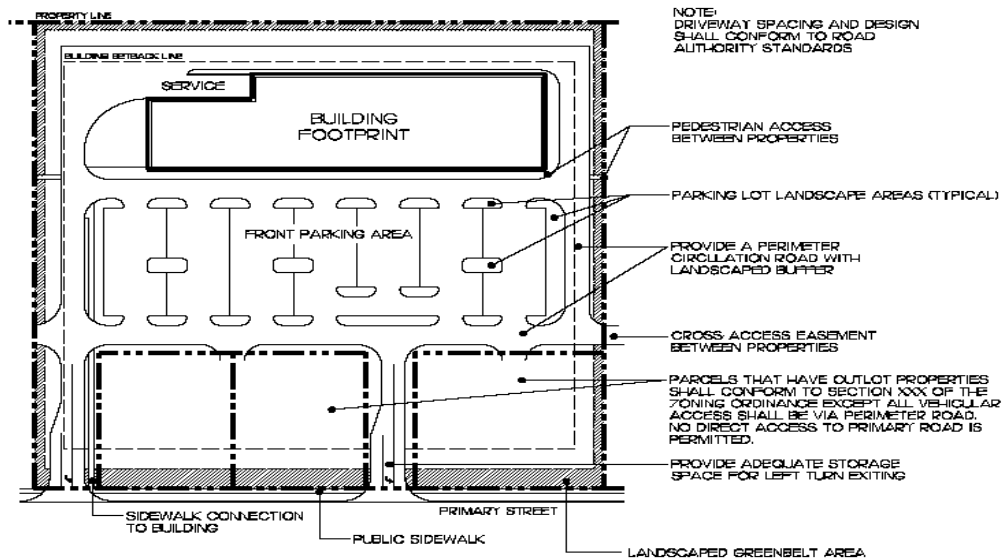 PROPERTY LINE
NOTE:
DRIVEWAY SPACING AND DESIGN
SHALL CONFORM TO ROAD
AUTHORITY STANDARDS
BUILDING SETBACK LINE
SERVICE
BUILDING
FOOTPRINT
PEDESTRIAN ACCESS
BETWEEN PROPERTIES
PARKING LOT LANDSCAPE AREAS (TYPICAL)
FRONT PARKING AREA
PROVIDE A PERIMETER
CIRCULATION ROAD WITH
LANDSCAPED BUFFER
CROSS-ACCESS EASEMENT
BETWEEN PROPERTIES
PARCELS THAT HAVE OUTLOT PROPERTIES
SHALL CONFORM TO SECTION XXX OF THE
ZONING ORDINANCE EXCEPT ALL VEHICULAR
ACCESS SHALL BE VIA PERIMETER ROAD.
NO DIRECT ACCESS TO PRIMARY ROAD IS
PERMITTED.
PROVIDE ADEQUATE STORAGE
SPACE FOR LEFT TURN EXITING
SIDEWALK CONNECTION
TO BUILDING
PRIMARY STREET
PUBLIC SIDEWALK
LANDSCAPED GREENBELT AREA